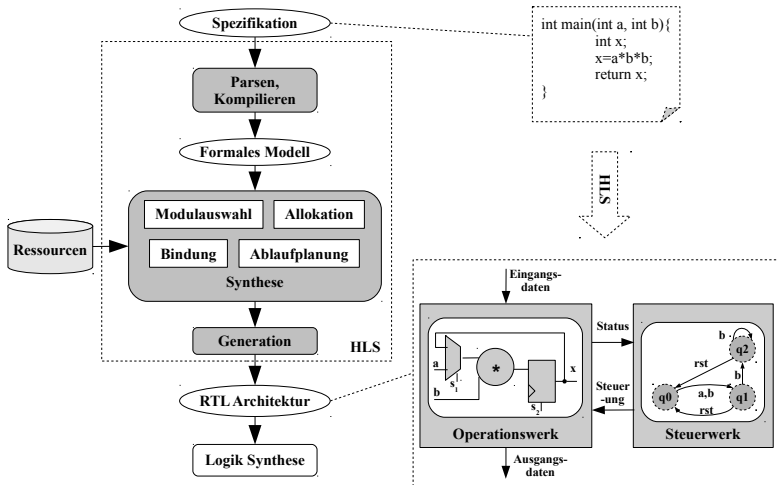 Spezifikation
Parsen,
Kompilieren
Formales Modell
Modulauswahl
Allokation
Bindung
Ablaufplanung
Synthese
Ressourcen
Generation
HLS
RTL Architektur
Logik Synthese
int main(int a, int b){
int x;
x=a*b*b;
return x;
}
HLS
Eingangs-
daten
a
b
s1
*
s2
x
Operationswerk
Ausgangs-
daten
Status
Steuer
-ung
b
q2
rst
b
q0
a,b
q1
rst
Steuerwerk